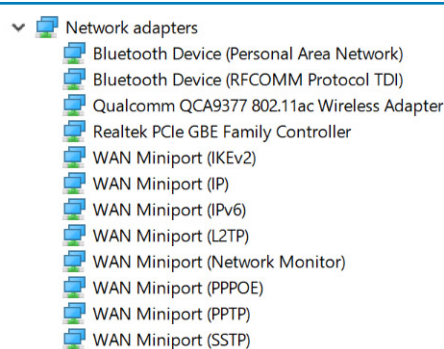 Network adapters
Bluetooth Device (Personal Area Network)
Bluetooth Device (RFCOMM Protocol TDI)
Qualcomm QCA9377 802.11ac Wireless Adapter
Realtek PCIe GBE Family Controller
WAN Miniport (IKEv2)
WAN Miniport (IP)
WAN Miniport (IPv6)
WAN Miniport (L2TP)
WAN Miniport (Network Monitor)
WAN Miniport (PPPOE)
WAN Miniport (PPTP)
WAN Miniport (SSTP)